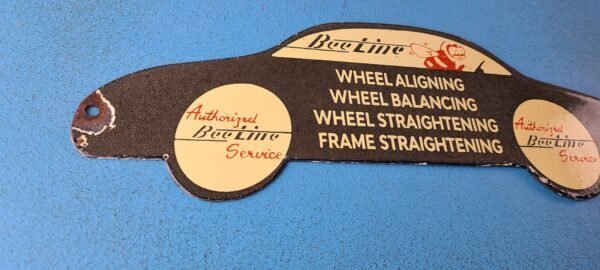 Bee Line
WHEEL ALIGNING
WHEEL BALANCING
WHEEL STRAIGHTENING
FRAME STRAIGHTENING
Authorized
Bee Line
Service
Authorized
Bee Line
Service